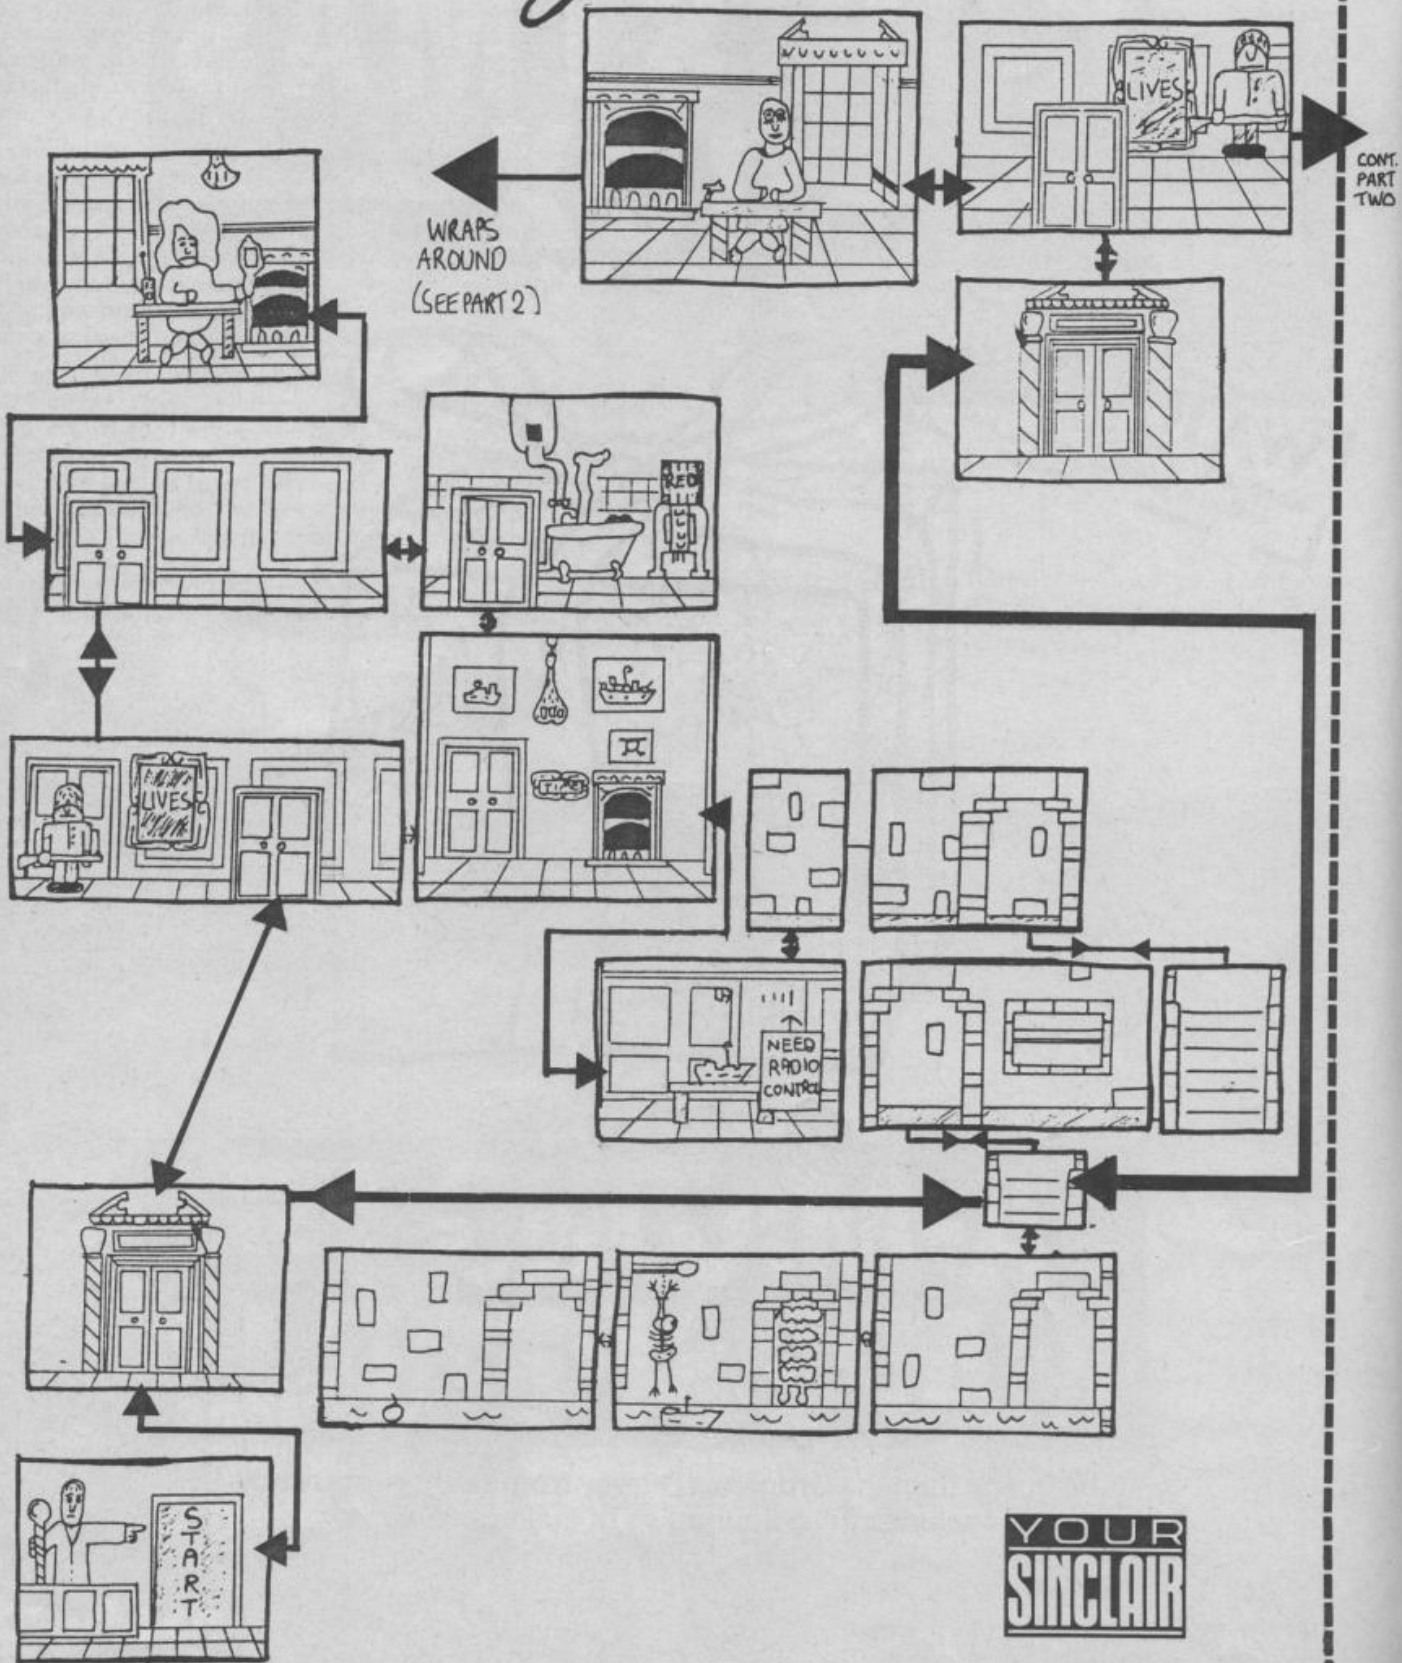 LIVES
CONT.
PART
TWO
WRAPS
AROUND
(SEE PART 2)
RED
LIVES
NEED
RADIO
CONTROL
START
YOUR
SINCLAIR